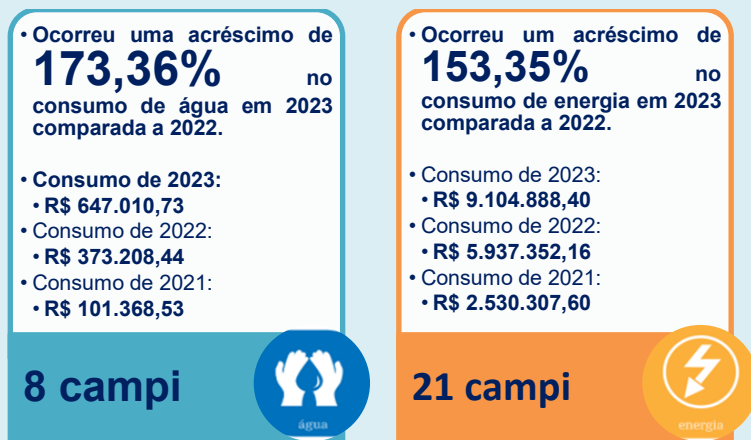 • Ocorreu uma acréscimo de
173,36% no
consumo de água em 2023
comparada a 2022.
• Consumo de 2023:
• R$ 647.010,73
• Consumo de 2022:
• R$ 373.208,44
• Consumo de 2021:
• R$ 101.368,53
8 campi
água
• Ocorreu um acréscimo de
153,35% no
consumo de energia em 2023
comparada a 2022.
• Consumo de 2023:
• R$ 9.104.888,40
• Consumo de 2022:
• R$ 5.937.352,16
• Consumo de 2021:
• R$ 2.530.307,60
21 campi
energia